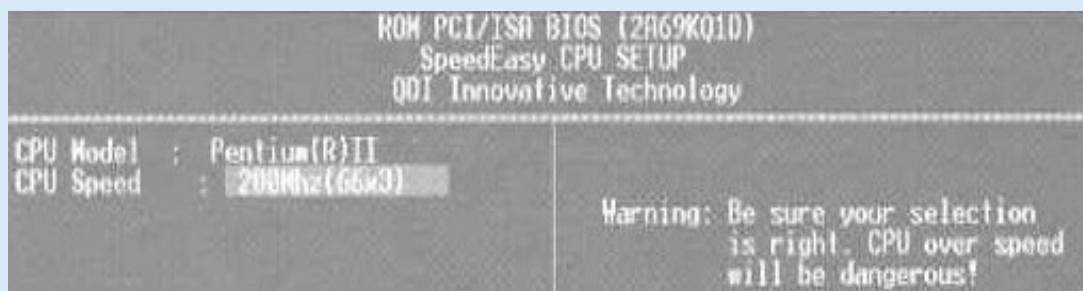 ROM PCI/ISA BIOS (2A69KQ1D)
SpeedEasy CPU SETUP
QDI Innovative Technology
CPU Model : Pentium(R)II
CPU Speed : 200Mhz(66x3)
Warning: Be sure your selection
is right. CPU over speed
will be dangerous!